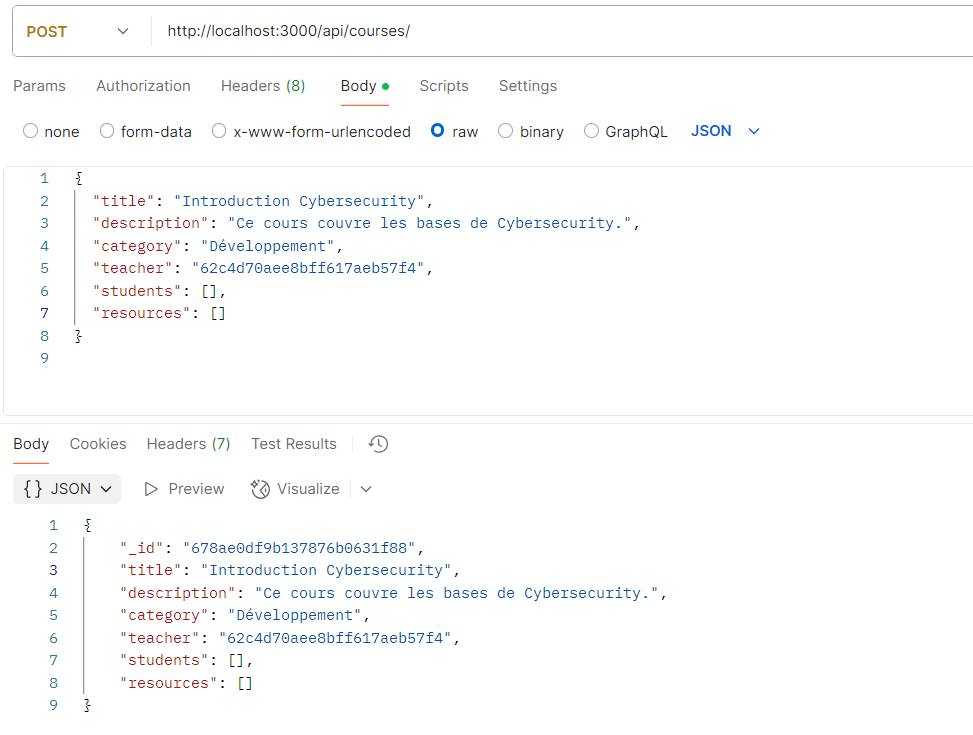 POST http://localhost:3000/api/courses/
Params Authorization Headers (8) Body Scripts Settings
none form-data x-www-form-urlencoded raw binary GraphQL JSON
1 {
2 "title": "Introduction Cybersecurity",
3 "description": "Ce cours couvre les bases de Cybersecurity.",
4 "category": "Développement",
5 "teacher": "62c4d70aee8bff617aeb57f4",
6 "students": [],
7 "resources": []
8 }
9
Body Cookies Headers (7) Test Results
{} JSON Preview Visualize
1 {
2 "_id": "678ae0df9b137876b0631f88",
3 "title": "Introduction Cybersecurity",
4 "description": "Ce cours couvre les bases de Cybersecurity.",
5 "category": "Développement",
6 "teacher": "62c4d70aee8bff617aeb57f4",
7 "students": [],
8 "resources": []
9 }